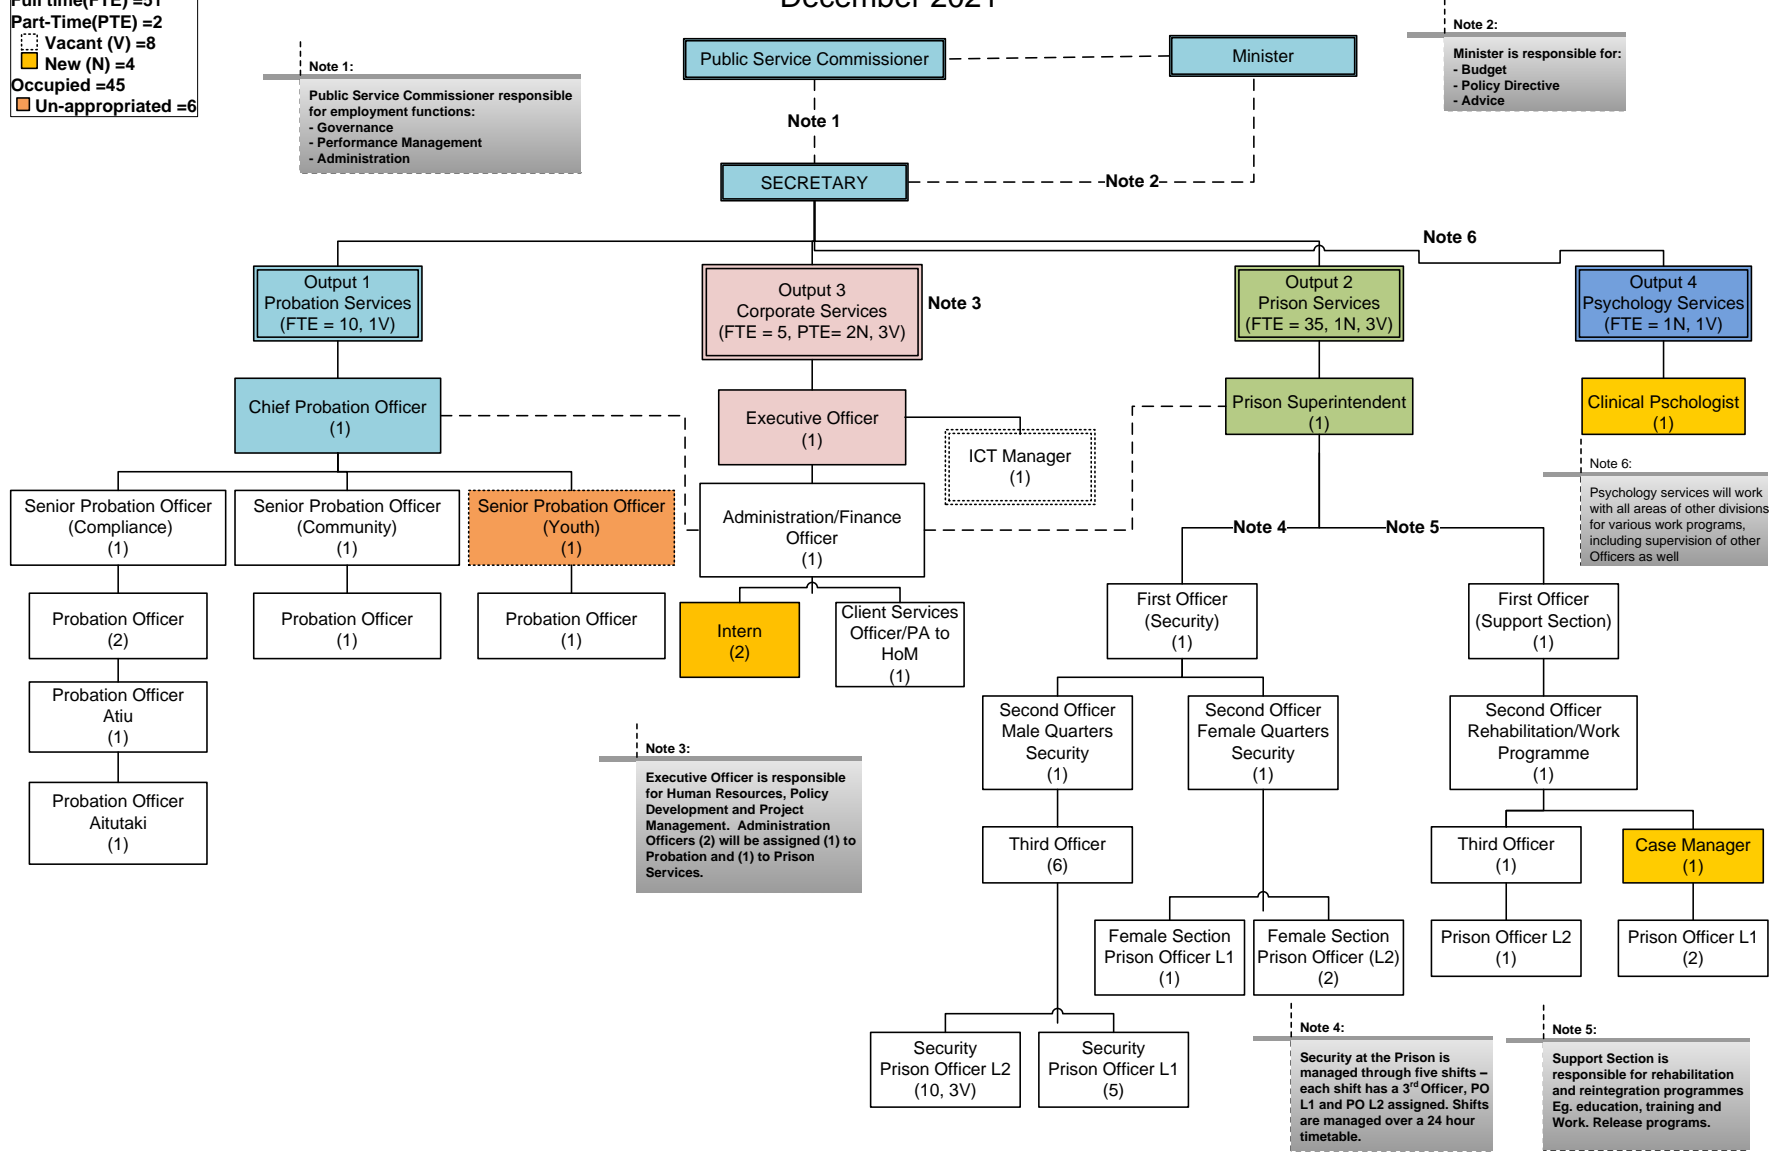 Full time(FTE) =51
December 2021
Part-Time(PTE) =2
Vacant (V) =8
New (N) =4
Occupied =45
Un-appropriated =6
Note 1:
Public Service Commissioner responsible
for employment functions:
- Governance
- Performance Management
- Administration
Public Service Commissioner
Minister
Note 2:
Minister is responsible for:
- Budget
- Policy Directive
- Advice
Note 1
SECRETARY
Note 2
Note 6
Output 1
Probation Services
(FTE = 10, 1V)
Output 3
Corporate Services
(FTE = 5, PTE= 2N, 3V)
Note 3
Output 2
Prison Services
(FTE = 35, 1N, 3V)
Output 4
Psychology Services
(FTE = 1N, 1V)
Chief Probation Officer
(1)
Executive Officer
(1)
ICT Manager
(1)
Prison Superintendent
(1)
Clinical Pschologist
(1)
Note 6:
Psychology services will work
with all areas of other divisions
for various work programs,
including supervision of other
Officers as well
Senior Probation Officer
(Compliance)
(1)
Senior Probation Officer
(Community)
(1)
Senior Probation Officer
(Youth)
(1)
Administration/Finance
Officer
(1)
Note 4
Note 5
Probation Officer
(2)
Probation Officer
(1)
Probation Officer
(1)
Intern
(2)
Client Services
Officer/PA to
HoM
(1)
First Officer
(Security)
(1)
First Officer
(Support Section)
(1)
Probation Officer
Atiu
(1)
Probation Officer
Aitutaki
(1)
Note 3:
Executive Officer is responsible
for Human Resources, Policy
Development and Project
Management. Administration
Officers (2) will be assigned (1) to
Probation and (1) to Prison
Services.
Second Officer
Male Quarters
Security
(1)
Second Officer
Female Quarters
Security
(1)
Second Officer
Rehabilitation/Work
Programme
(1)
Third Officer
(6)
Third Officer
(1)
Case Manager
(1)
Female Section
Prison Officer L1
(1)
Female Section
Prison Officer (L2)
(2)
Prison Officer L2
(1)
Prison Officer L1
(2)
Security
Prison Officer L2
(10, 3V)
Security
Prison Officer L1
(5)
Note 4:
Security at the Prison is
managed through five shifts –
each shift has a 3rd Officer, PO
L1 and PO L2 assigned. Shifts
are managed over a 24 hour
timetable.
Note 5:
Support Section is
responsible for rehabilitation
and reintegration programmes
Eg. education, training and
Work. Release programs.